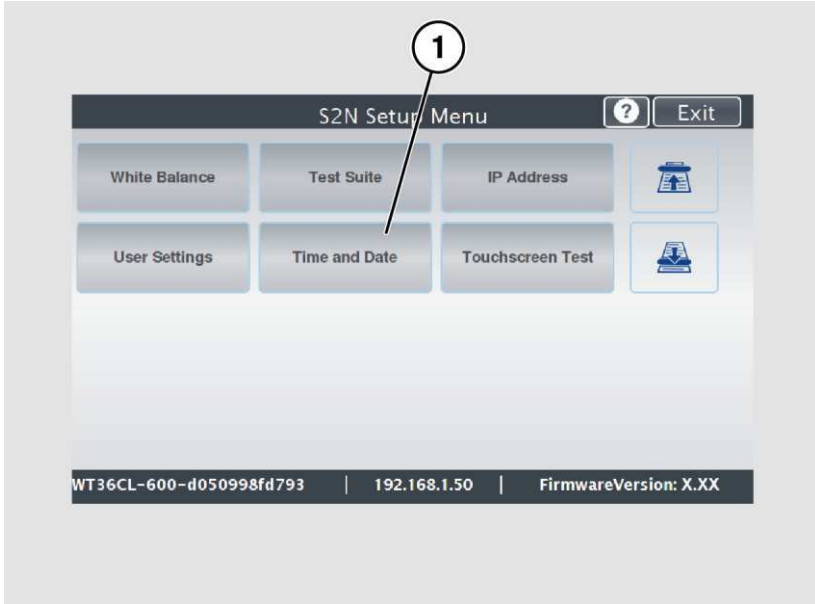 1
S2N Setup Menu ? Exit
White Balance Test Suite IP Address
User Settings Time and Date Touchscreen Test
WT36CL-600-d050998fd793 | 192.168.1.50 | FirmwareVersion: X.XX